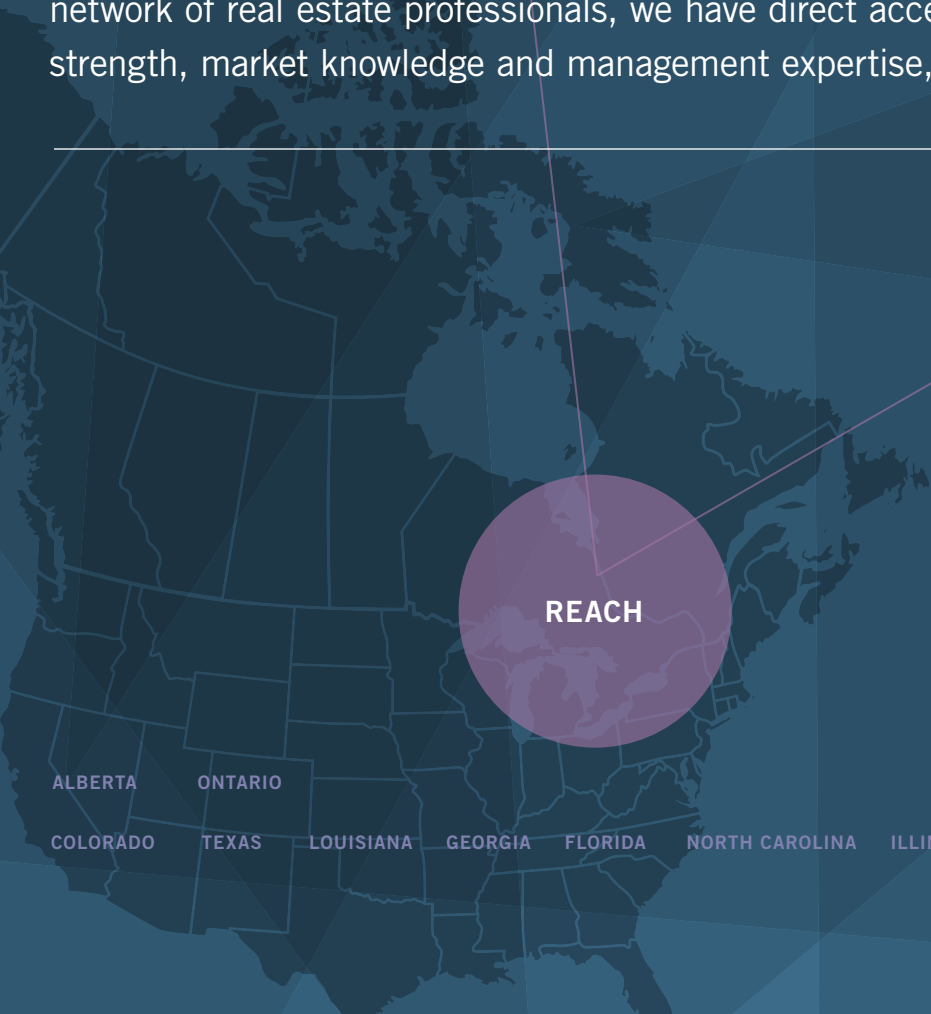 network of real estate professionals, we have direct
strength, market knowledge and management expertise,
REACH
ALBERTA ONTARIO
COLORADO TEXAS LOUISIANA GEORGIA FLORIDA NORTH CAROLINA